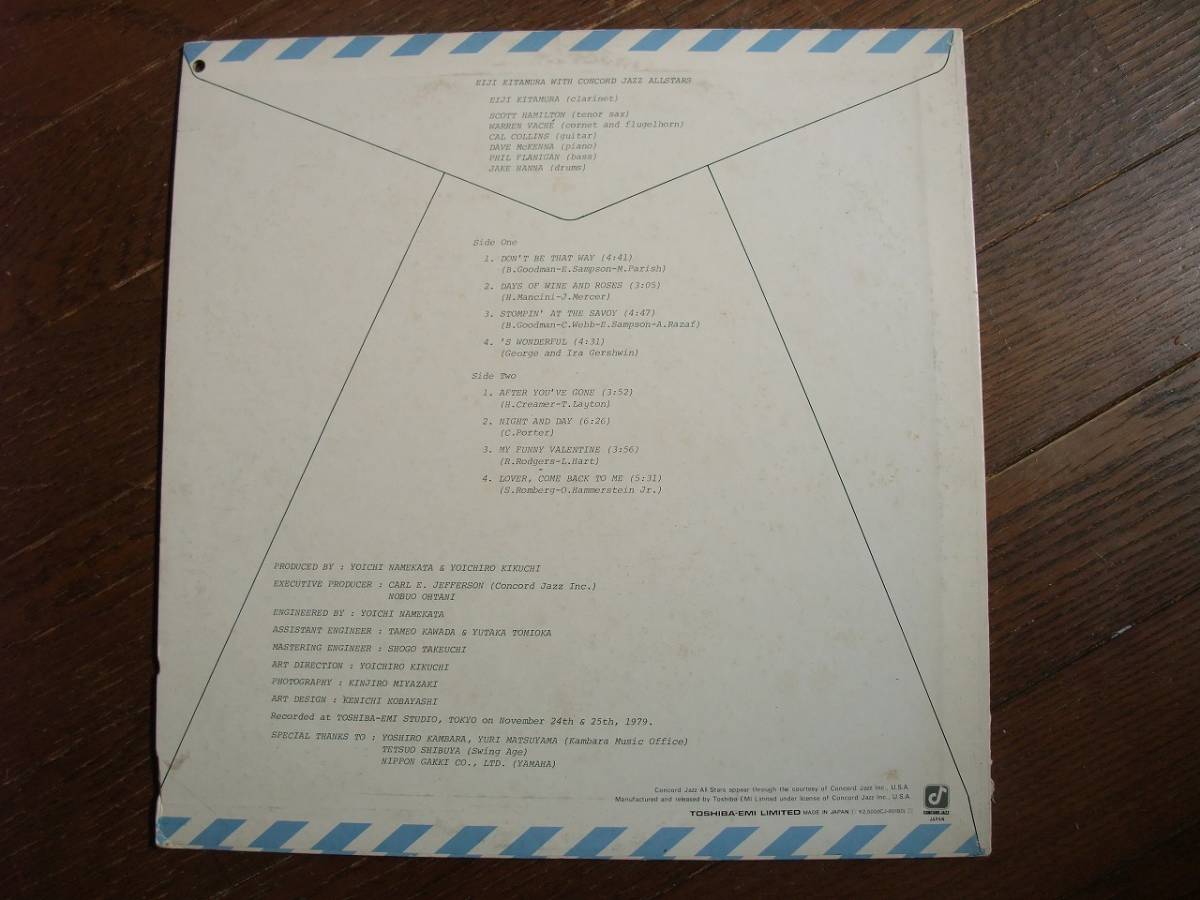 EIJI KITAMURA WITH CONCORD JAZZ ALLSTARS
EIJI KITAMURA (clarinet)
SCOTT HAMILTON (tenor sax)
WARREN VACHÉ (cornet and flugelhorn)
CAL COLLINS (guitar)
DAVE McKENNA (piano)
PHIL FLANIGAN (bass)
JAKE HANNA (drums)
Side One
1. DON'T BE THAT WAY (4:41)
(B.Goodman-E.Sampson-M.Parish)
2. DAYS OF WINE AND ROSES (3:05)
(H.Mancini-J.Mercer)
3. STOMPIN' AT THE SAVOY (4:47)
(B.Goodman-C.Webb-E.Sampson-A.Razaf)
4. 'S WONDERFUL (4:31)
(George and Ira Gershwin)
Side Two
1. AFTER YOU'VE GONE (3:52)
(H.Creamer-T.Layton)
2. NIGHT AND DAY (6:26)
(C.Porter)
3. MY FUNNY VALENTINE (3:56)
(R.Rodgers-L.Hart)
4. LOVER, COME BACK TO ME (5:31)
(S.Romberg-O.Hammerstein Jr.)
PRODUCED BY : YOICHI NAMEKATA & YOICHIRO KIKUCHI
EXECUTIVE PRODUCER : CARL E. JEFFERSON (Concord Jazz Inc.)
NOBUO OHTANI
ENGINEERED BY : YOICHI NAMEKATA
ASSISTANT ENGINEER : TAMEO KAWADA & YUTAKA TOMIOKA
MASTERING ENGINEER : SHOGO TAKEUCHI
ART DIRECTION : YOICHIRO KIKUCHI
PHOTOGRAPHY : KINJIRO MIYAZAKI
ART DESIGN : KENICHI KOBAYASHI
Recorded at TOSHIBA-EMI STUDIO, TOKYO on November 24th & 25th, 1979.
SPECIAL THANKS TO : YOSHIRO KAMBARA, YURI MATSUYAMA (Kambara Music Office)
TETSUO SHIBUYA (Swing Age)
NIPPON GAKKI CO., LTD. (YAMAHA)
Concord Jazz All Stars appear through the courtesy of Concord Jazz Inc., U.S.A.
Manufactured and released by Toshiba-EMI Limited under license of Concord Jazz Inc., U.S.A.
TOSHIBA-EMI LIMITED MADE IN JAPAN
CONCORD JAZZ
JAPAN